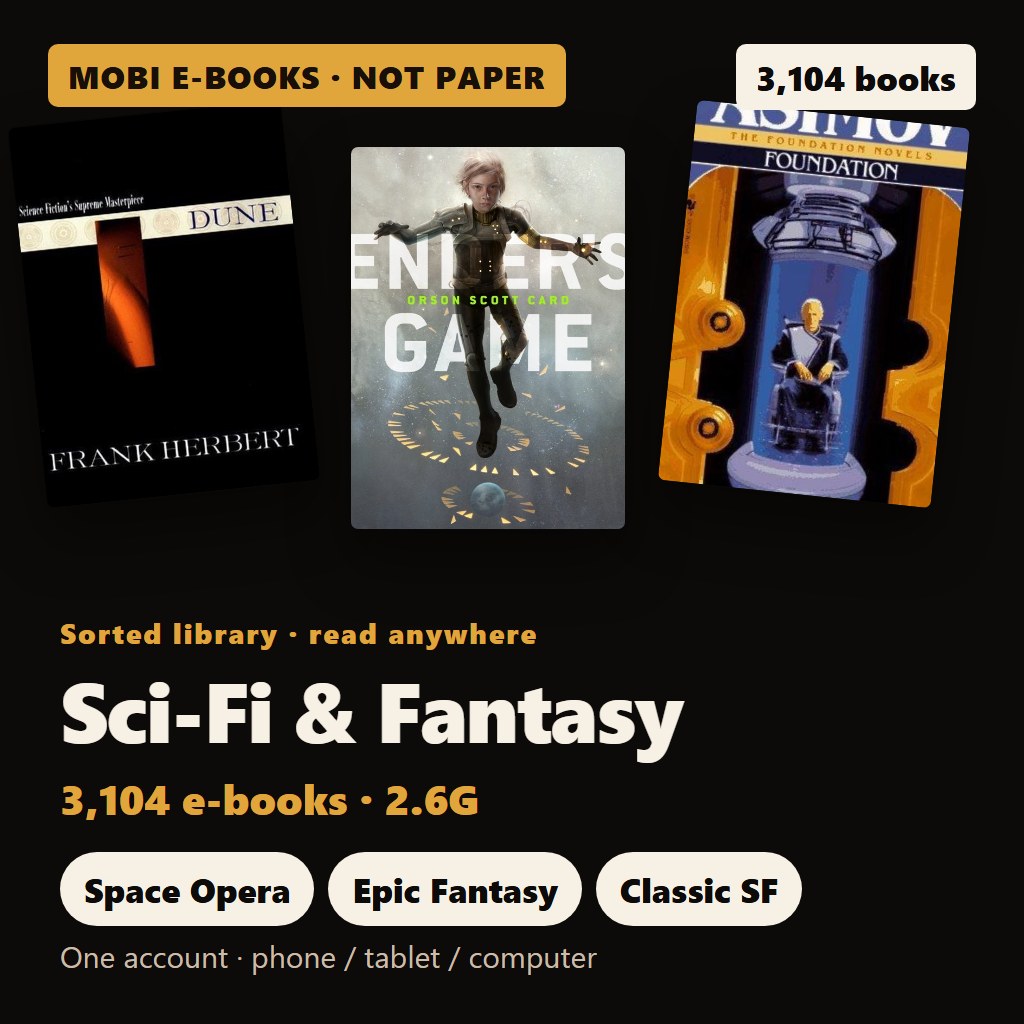 MOBI E-BOOKS · NOT PAPER
3,104 books
Science Fiction's Supreme Masterpiece
DUNE
FRANK HERBERT
ENDER'S
ORSON SCOTT CARD
GAME
ASIMOV
THE FOUNDATION NOVELS
FOUNDATION
Sorted library · read anywhere
Sci-Fi & Fantasy
3,104 e-books · 2.6G
Space Opera
Epic Fantasy
Classic SF
One account · phone / tablet / computer